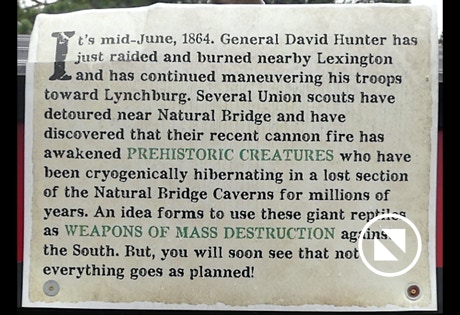 It's mid-June, 1864. General David Hunter has
just raided and burned nearby Lexington
and has continued maneuvering his troops
toward Lynchburg. Several Union scouts have
detoured near Natural Bridge and have
discovered that their recent cannon fire has
awakened PREHISTORIC CREATURES who have
been cryogenically hibernating in a lost section
of the Natural Bridge Caverns for millions of
years. An idea forms to use these giant reptiles
as WEAPONS OF MASS DESTRUCTION against
the South. But, you will soon see that not
everything goes as planned!